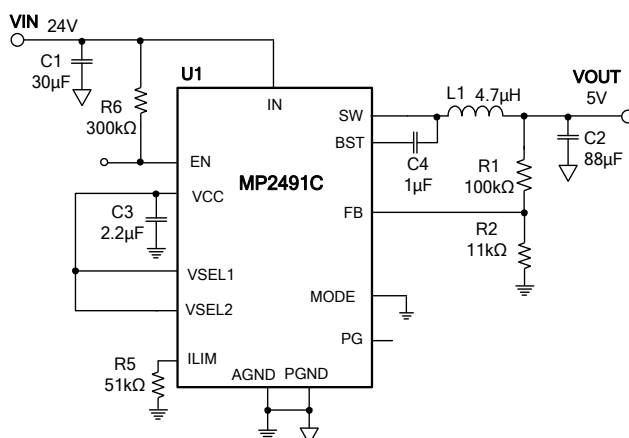 VIN 24V
C1
30µF
R6
300kΩ
U1
IN
EN
VCC
C3
2.2µF
VSEL1
VSEL2
R5
51kΩ
ILIM
AGND PGND
MP2491C
SW
BST
FB
MODE
PG
L1 4.7µH
C4
1µF
VOUT
5V
C2
88µF
R1
100kΩ
R2
11kΩ